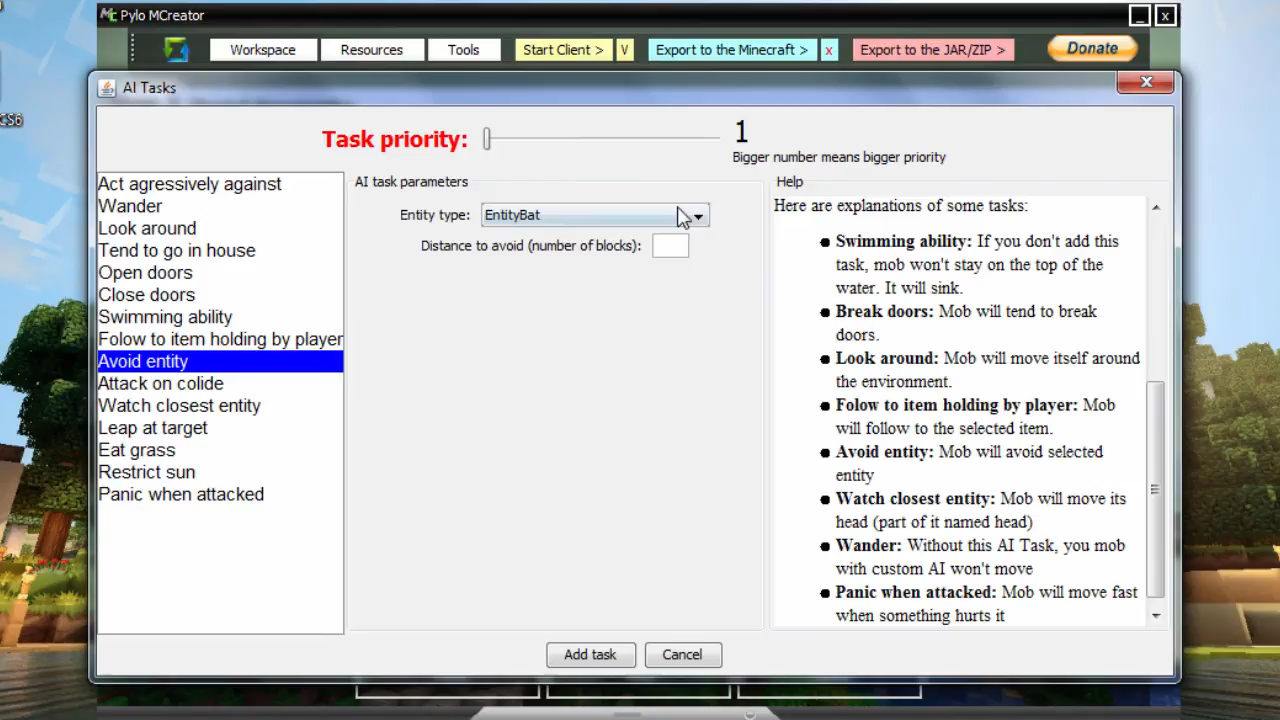 Pylo MCreator
_ x
Workspace Resources Tools Start Client > V Export to the Minecraft > x Export to the JAR/ZIP > Donate
AI Tasks
CS6
Task priority: 1
Bigger number means bigger priority
Act agressively against
Wander
Look around
Tend to go in house
Open doors
Close doors
Swimming ability
Folow to item holding by player
Avoid entity
Attack on colide
Watch closest entity
Leap at target
Eat grass
Restrict sun
Panic when attacked
AI task parameters
Entity type: EntityBat
Distance to avoid (number of blocks):
Help
Here are explanations of some tasks:
Swimming ability: If you don't add this
task, mob won't stay on the top of the
water. It will sink.
Break doors: Mob will tend to break
doors.
Look around: Mob will move itself around
the environment.
Folow to item holding by player: Mob
will follow to the selected item.
Avoid entity: Mob will avoid selected
entity
Watch closest entity: Mob will move its
head (part of it named head)
Wander: Without this AI Task, you mob
with custom AI won't move
Panic when attacked: Mob will move fast
when something hurts it
Add task Cancel